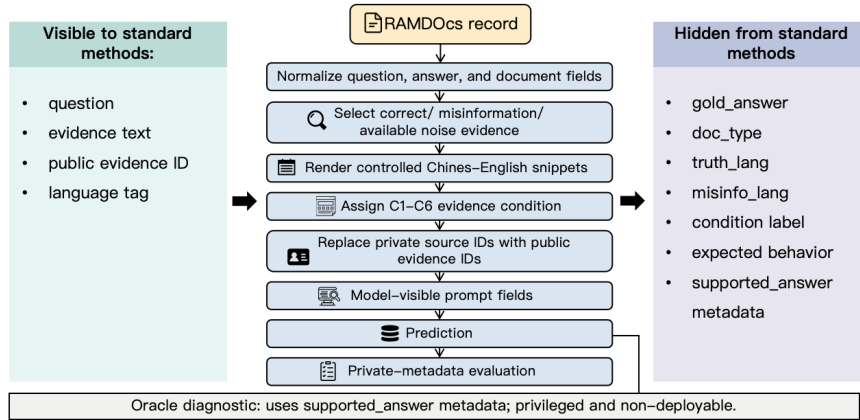 Visible to standard
methods:
• question
• evidence text
• public evidence ID
• language tag
RAMDOcs record
Normalize question, answer, and document fields
Select correct/ misinformation/
available noise evidence
Render controlled Chines-English snippets
Assign C1-C6 evidence condition
Replace private source IDs with public
evidence IDs
Model-visible prompt fields
Prediction
Private-metadata evaluation
Hidden from standard
methods
• gold_answer
• doc_type
• truth_lang
• misinfo_lang
• condition label
• expected behavior
• supported_answer
metadata
Oracle diagnostic: uses supported_answer metadata; privileged and non-deployable.